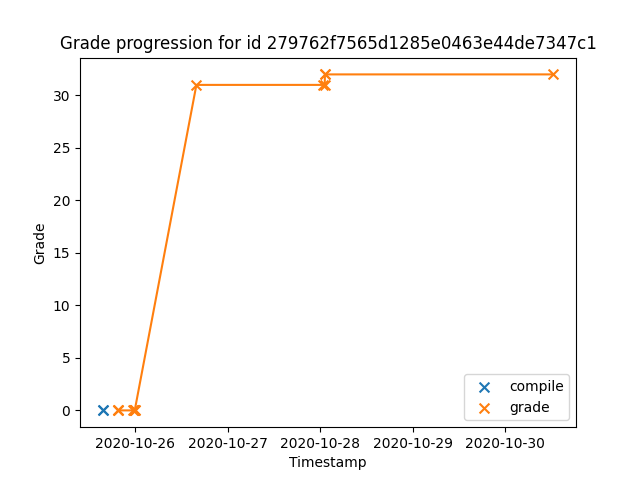 Grade progression for id 279762f7565d1285e0463e44de7347c1
30
25
20
15
10
5
0
Grade
2020-10-26 2020-10-27 2020-10-28 2020-10-29 2020-10-30
Timestamp
compile
grade